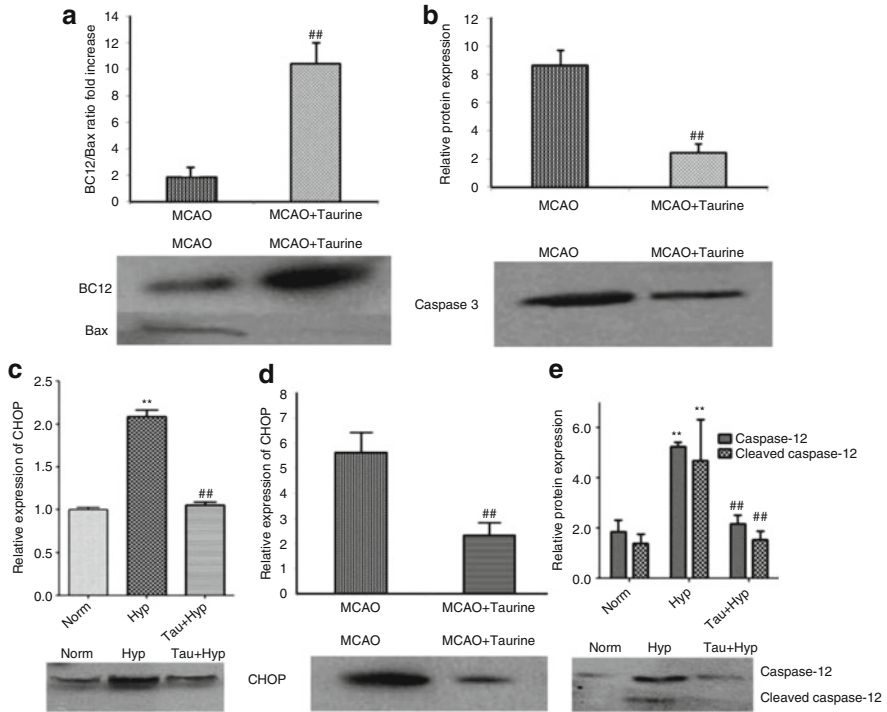 a
BC12/Bax ratio fold increase
14
12
10
8
6
4
2
0
##
MCAO
MCAO+Taurine
MCAO
MCAO+Taurine
BC12
Bax
b
Relative protein expression
12
10
8
6
4
2
0
##
MCAO
MCAO+Taurine
MCAO
MCAO+Taurine
Caspase 3
c
Relative expression of CHOP
2.5
2.0
1.5
1.0
0.5
0.0
**
##
Norm
Hyp
Tau+Hyp
Norm
Hyp
Tau+Hyp
CHOP
d
Relative expression of CHOP
8
7
6
5
4
3
2
1
0
##
MCAO
MCAO+Taurine
MCAO
MCAO+Taurine
e
Relative protein expression
6.0
4.0
2.0
0.0
**
**
##
##
Caspase-12
Cleaved caspase-12
Norm
Hyp
Tau+Hyp
Norm
Hyp
Tau+Hyp
Caspase-12
Cleaved caspase-12